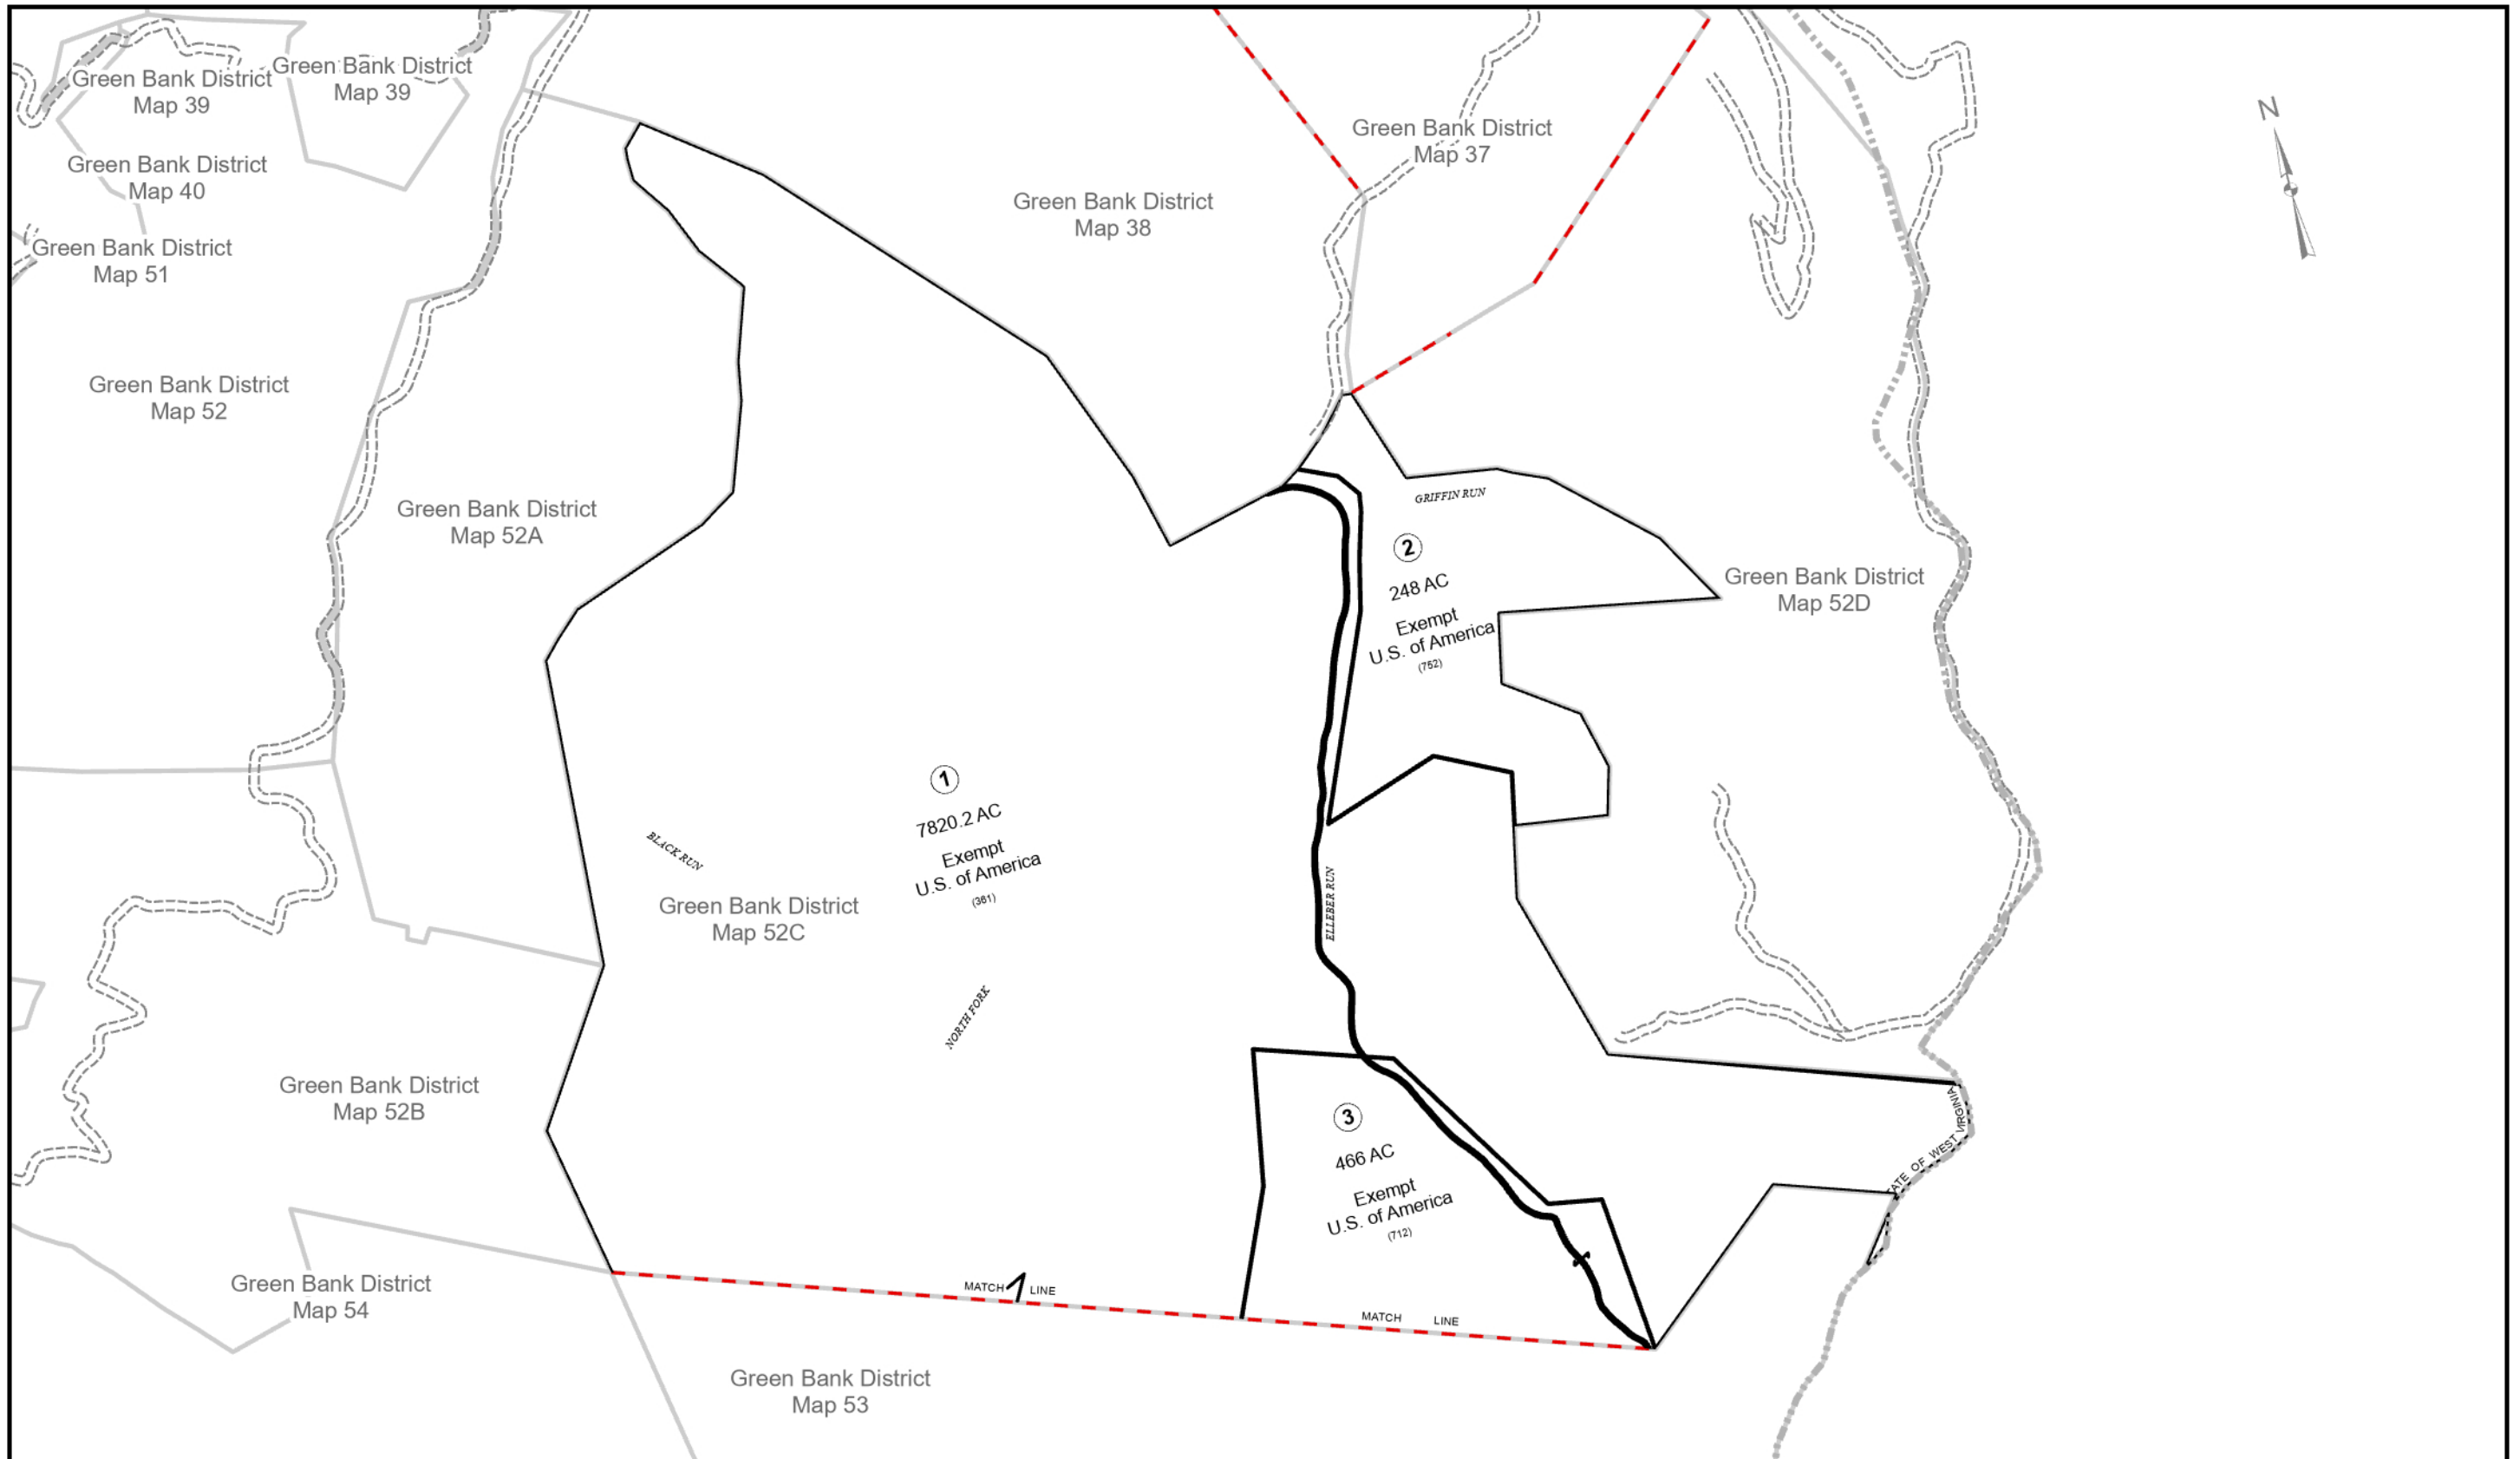 Green Bank District
Map 39
Green Bank District
Map 39
Green Bank District
Map 40
Green Bank District
Map 51
Green Bank District
Map 52
Green Bank District
Map 38
Green Bank District
Map 37
N
Green Bank District
Map 52A
GRIFFIN RUN
2
248 AC
Exempt
U.S. of America
(752)
Green Bank District
Map 52D
1
7820.2 AC
Exempt
U.S. of America
(361)
BLACK RUN
Green Bank District
Map 52C
ELLEBER RUN
NORTH FORK
Green Bank District
Map 52B
3
466 AC
Exempt
U.S. of America
(712)
ATE OF WEST VIRGINIA
Green Bank District
Map 54
MATCH LINE
MATCH LINE
Green Bank District
Map 53